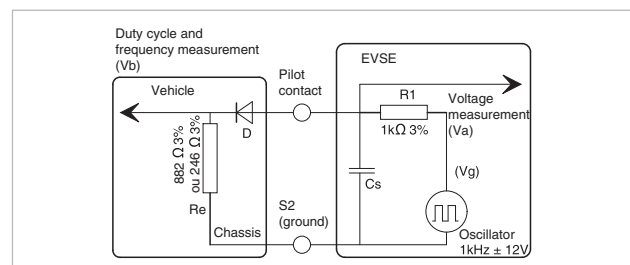 Duty cycle and
frequency measurement
(Vb)
Vehicle
Pilot
contact
EVSE
R1
1kΩ 3%
Voltage
measurement
(Va)
D
882 Ω 3%
ou 246 Ω 3%
Re
Chassis
S2
(ground)
Cs
(Vg)
Oscillator
1kHz ± 12V